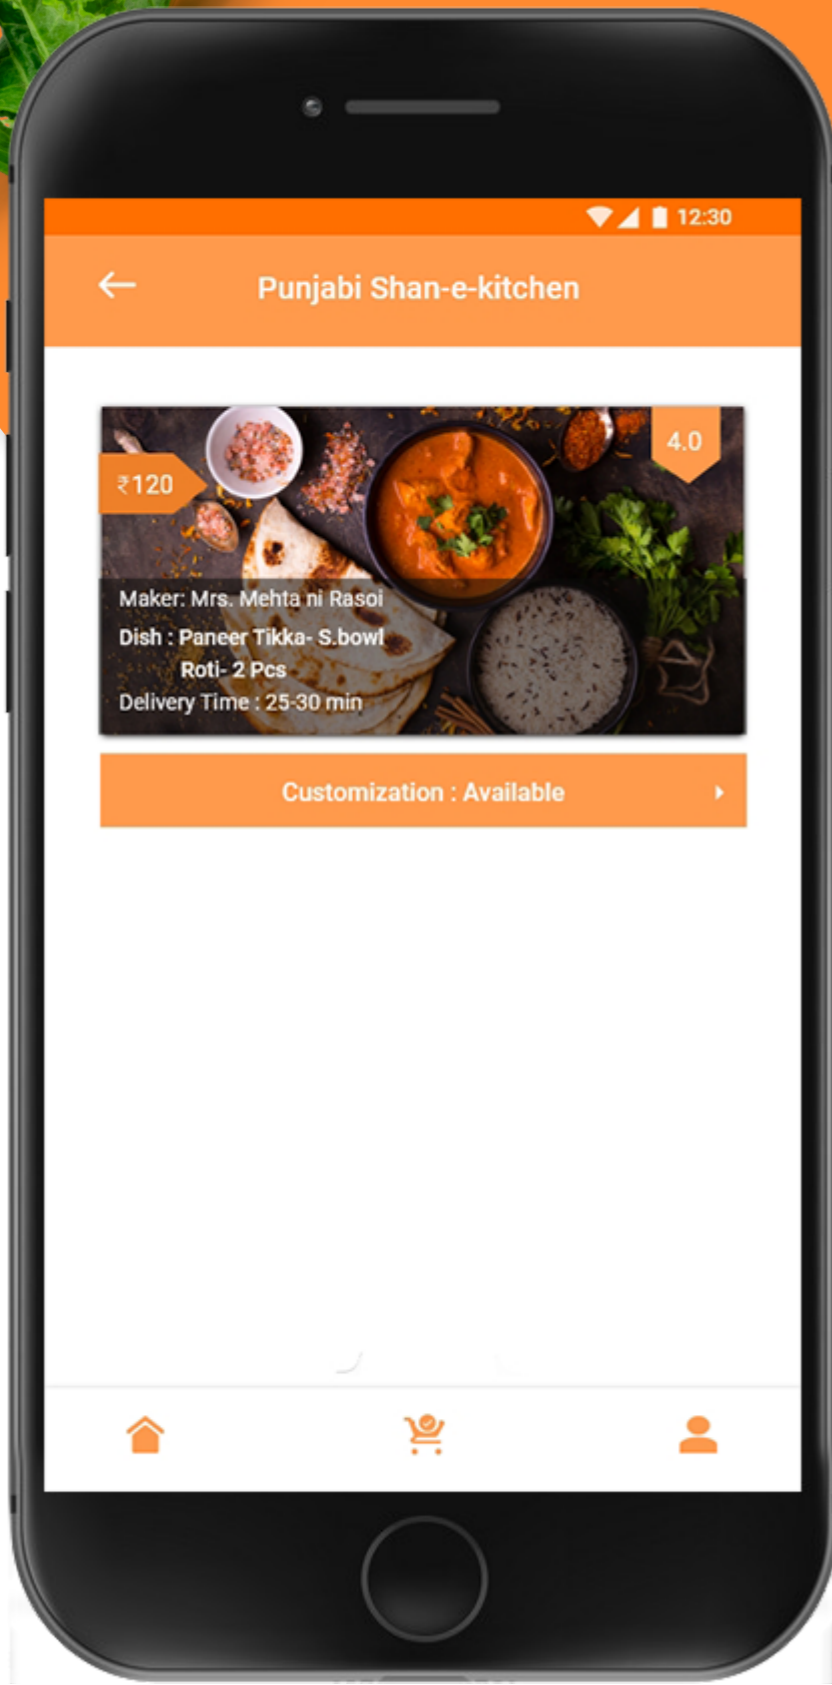 12:30
Punjabi Shan-e-kitchen
4.0
₹120
Maker: Mrs. Mehta ni Rasoi
Dish : Paneer Tikka- S.bowl
Roti- 2 Pcs
Delivery Time : 25-30 min
Customization : Available